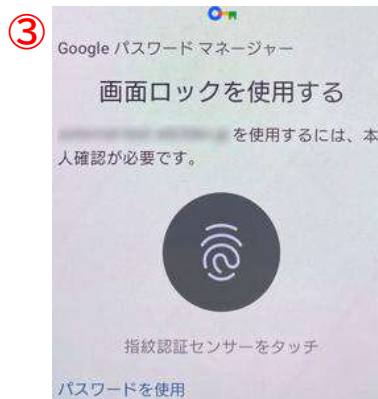 ③
Google パスワード マネージャー
画面ロックを使用する
を使用するには、本
人確認が必要です。
指紋認証センサーをタッチ
パスワードを使用